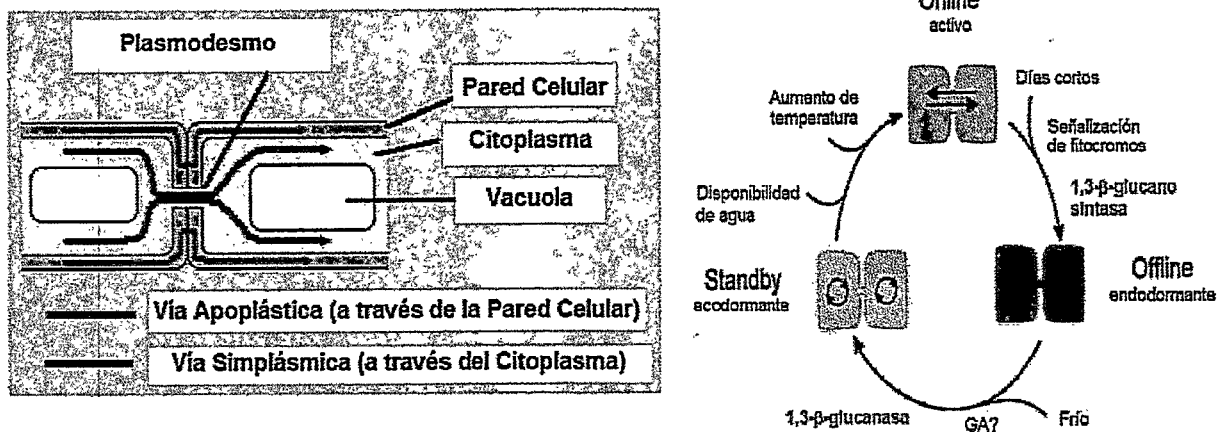 Plasmodesmo
Pared Celular
Citoplasma
Vacuola
Vía Apoplástica (a través de la Pared Celular)
Vía Simplásmica (a través del Citoplasma)
Online
activo
Días cortos
Señalización
de fitocromos
1,3-β-glucano
sintasa
Offline
endodormante
Frío
GA?
1,3-β-glucanasa
Standby
ecodormante
Disponibilidad
de agua
Aumento de
temperatura